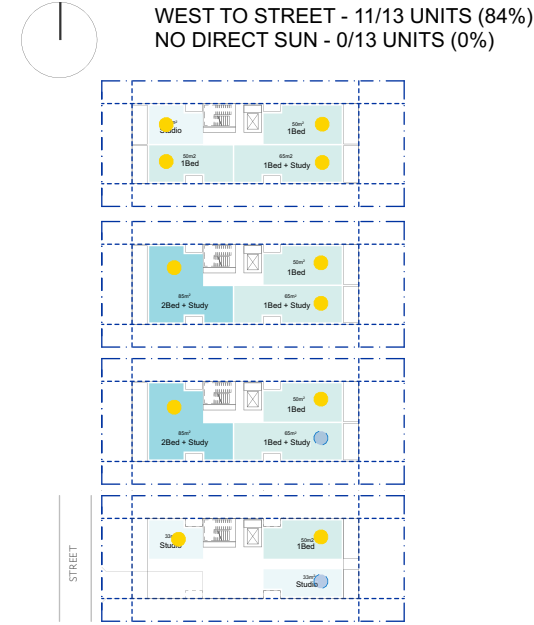 WEST TO STREET - 11/13 UNITS (84%)
NO DIRECT SUN - 0/13 UNITS (0%)
Studio
50m²
1Bed
50m2
1Bed
65m2
1Bed + Study
50m²
1Bed
85m²
2Bed + Study
65m²
1Bed + Study
50m²
1Bed
85m²
2Bed + Study
65m²
1Bed + Study
Studio
50m2
1Bed
33m²
Studio
STREET